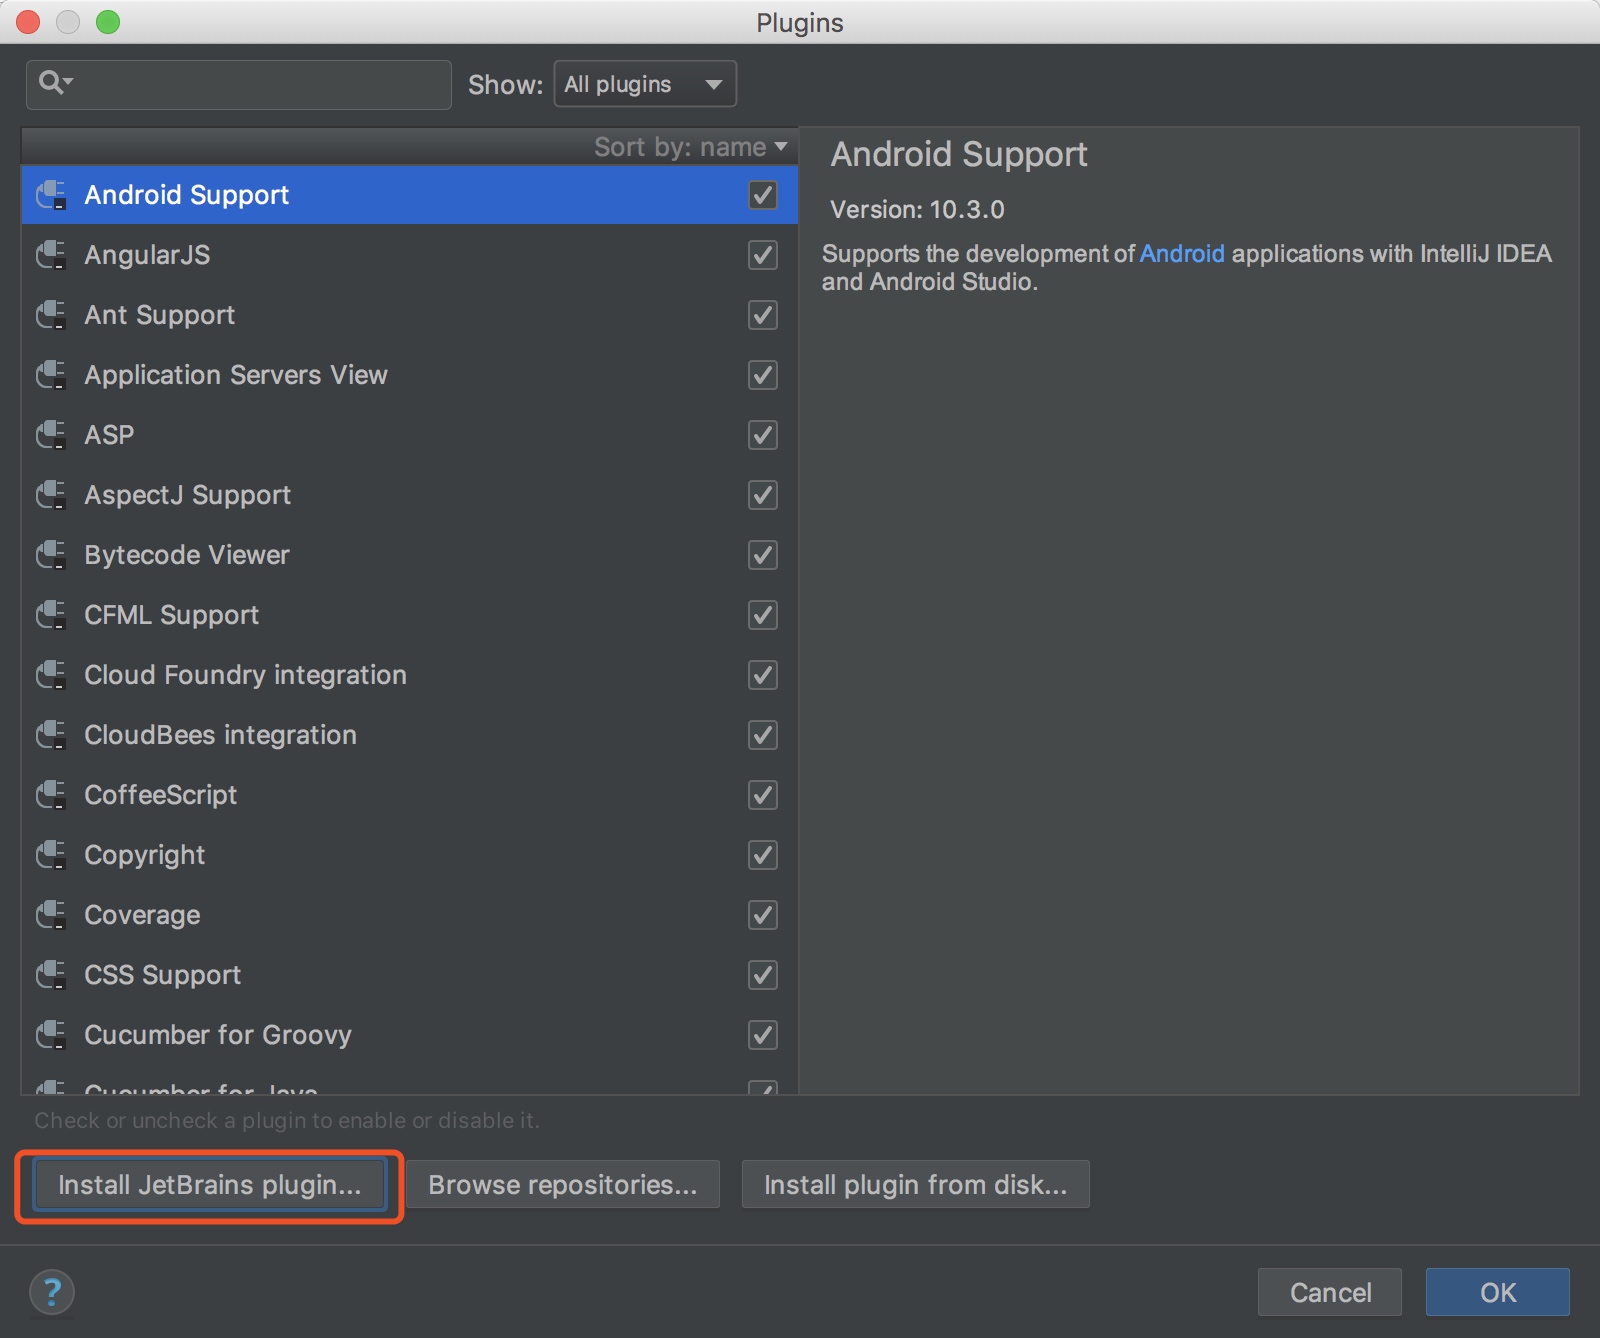 Plugins
Show: All plugins
Sort by: name
Android Support
AngularJS
Ant Support
Application Servers View
ASP
AspectJ Support
Bytecode Viewer
CFML Support
Cloud Foundry integration
CloudBees integration
CoffeeScript
Copyright
Coverage
CSS Support
Cucumber for Groovy
Cucumber for Java
Android Support
Version: 10.3.0
Supports the development of Android applications with IntelliJ IDEA
and Android Studio.
Check or uncheck a plugin to enable or disable it.
Install JetBrains plugin... Browse repositories... Install plugin from disk...
? Cancel OK